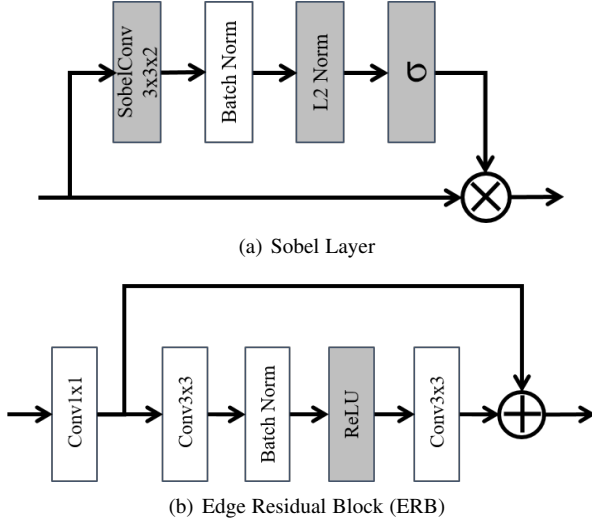 SobelConv
3x3x2
Batch Norm
L2 Norm
σ
(a) Sobel Layer
Conv1x1
Conv3x3
Batch Norm
ReLU
Conv3x3
(b) Edge Residual Block (ERB)